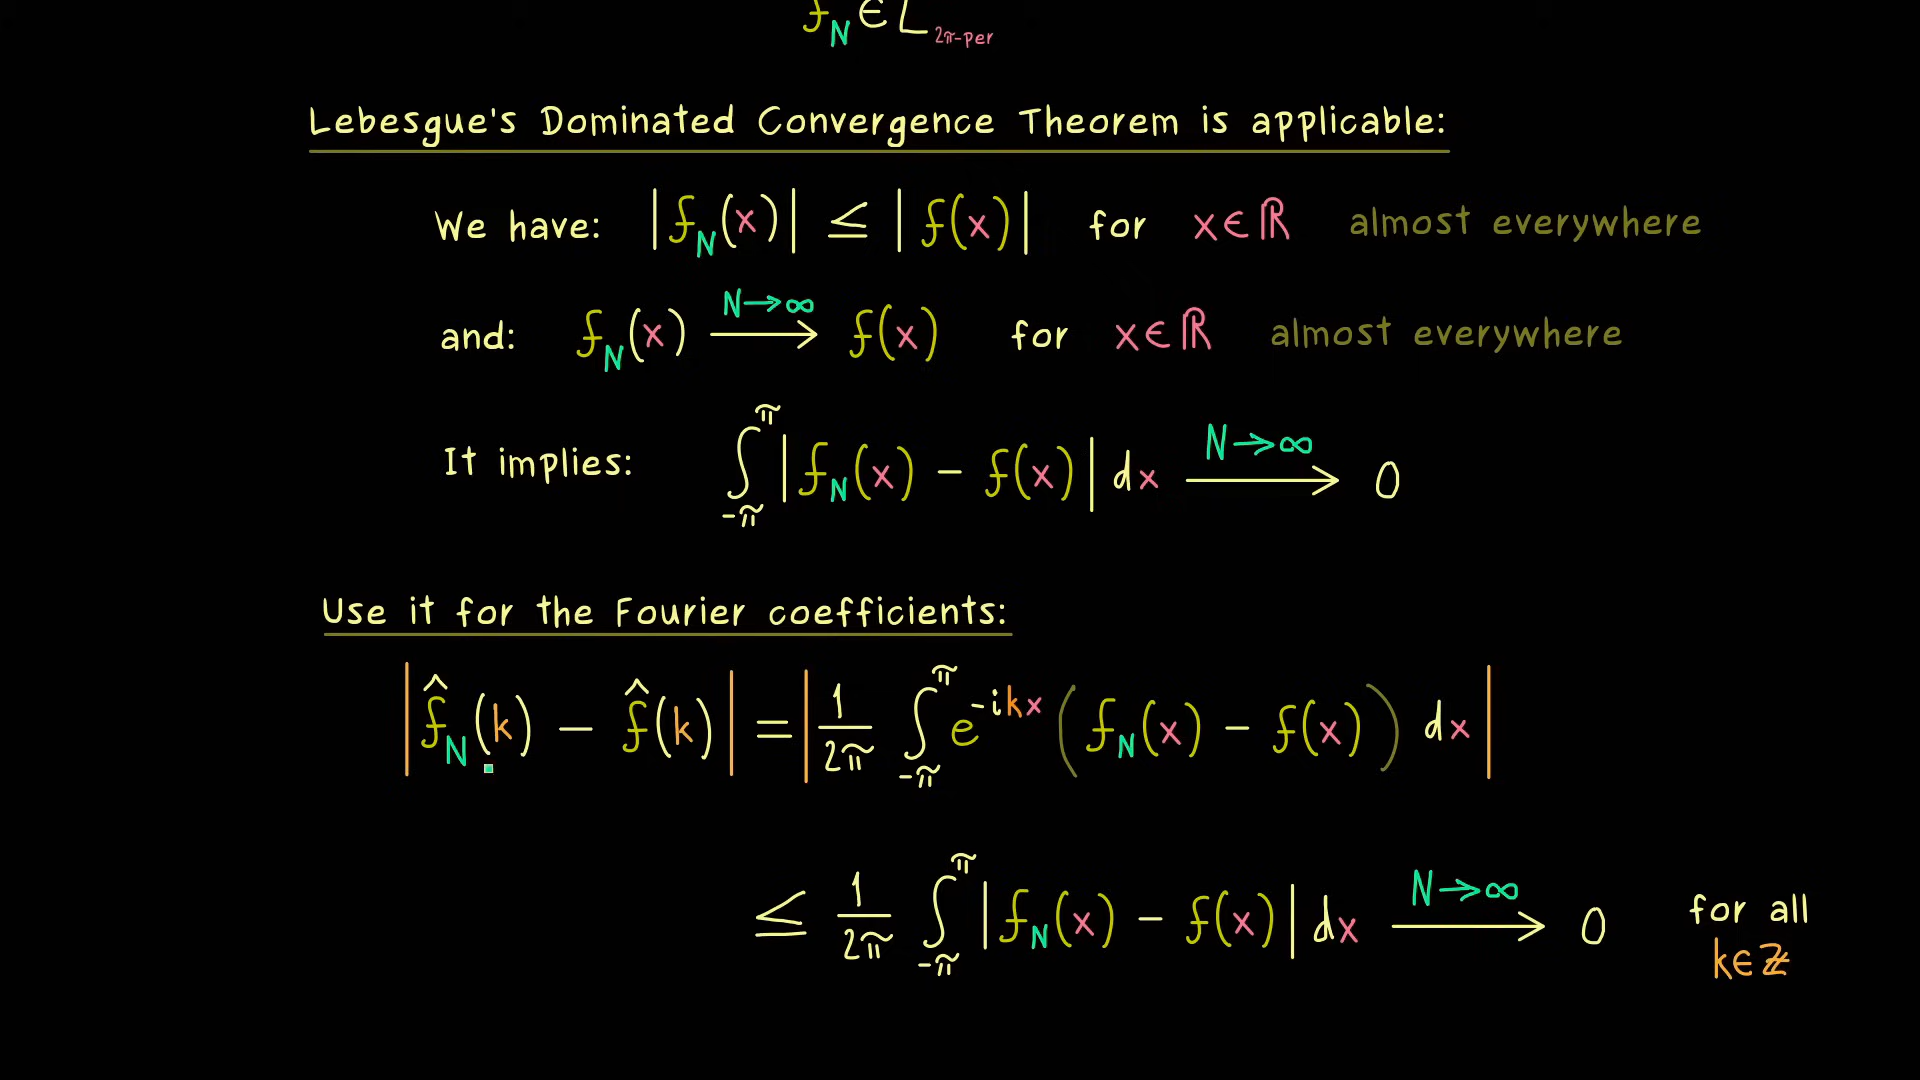 f_N ∈ L_{2π-per}
Lebesgue's Dominated Convergence Theorem is applicable:
We have: |f_N(x)| ≤ |f(x)| for x∈ℝ almost everywhere
and: f_N(x) →^{N→∞} f(x) for x∈ℝ almost everywhere
It implies: ∫_{-π}^{π} |f_N(x) − f(x)| dx →^{N→∞} 0
Use it for the Fourier coefficients:
|f̂_N(k) − f̂(k)| = |1/2π ∫_{-π}^{π} e^{-ikx} (f_N(x) − f(x)) dx|
≤ 1/2π ∫_{-π}^{π} |f_N(x) − f(x)| dx →^{N→∞} 0 for all
k∈ℤ